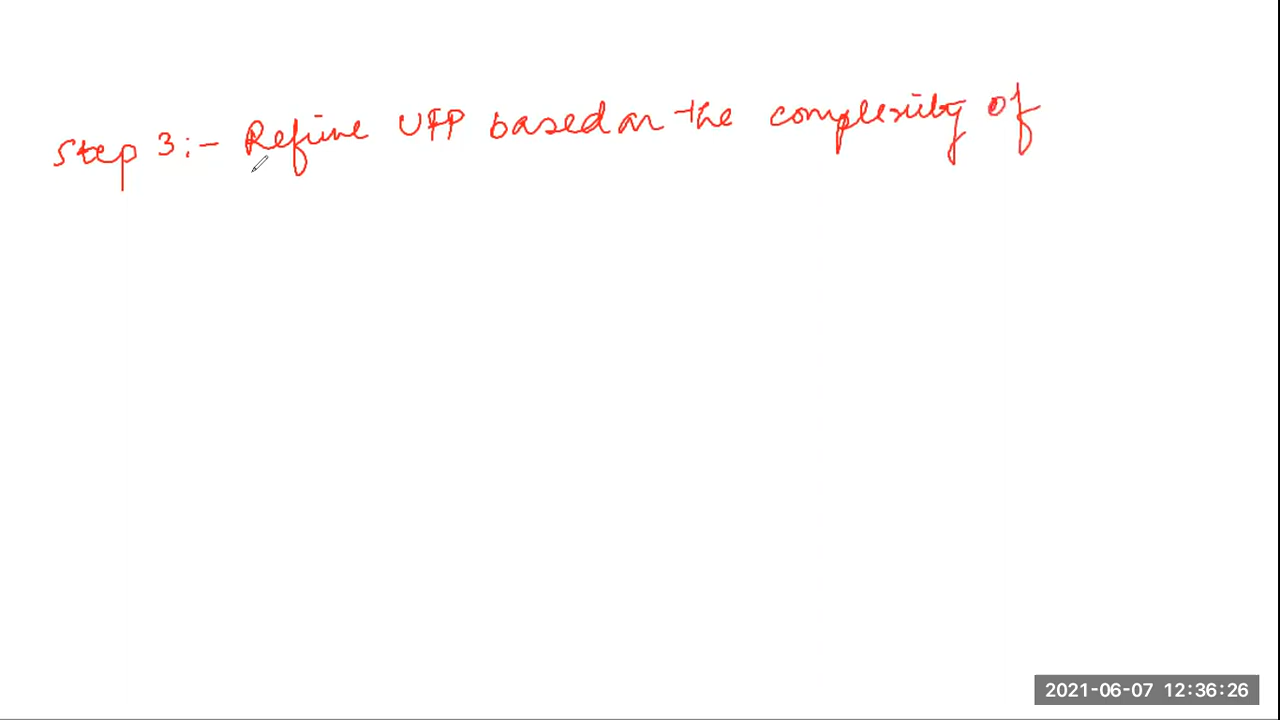 Step 3:- Refine UFP based on the complexity of
2021-06-07 12:36:26